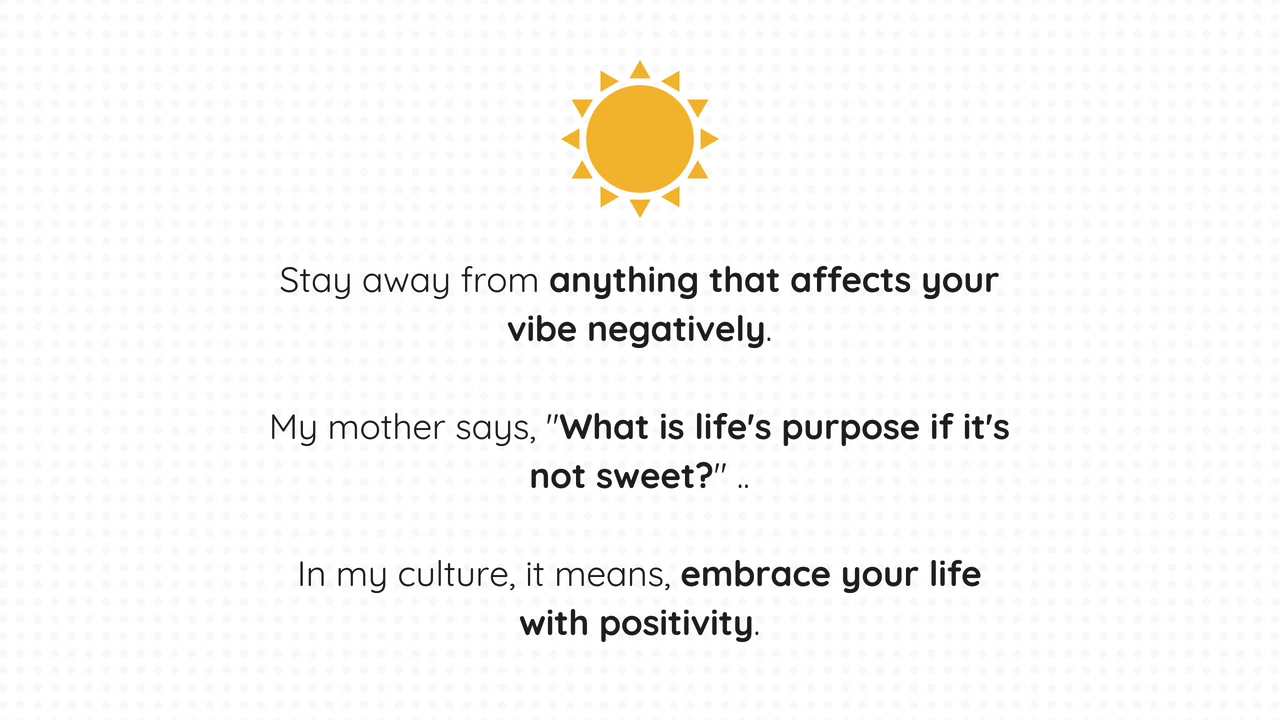 Stay away from anything that affects your
vibe negatively.
My mother says, "What is life's purpose if it's
not sweet?" ..
In my culture, it means, embrace your life
with positivity.